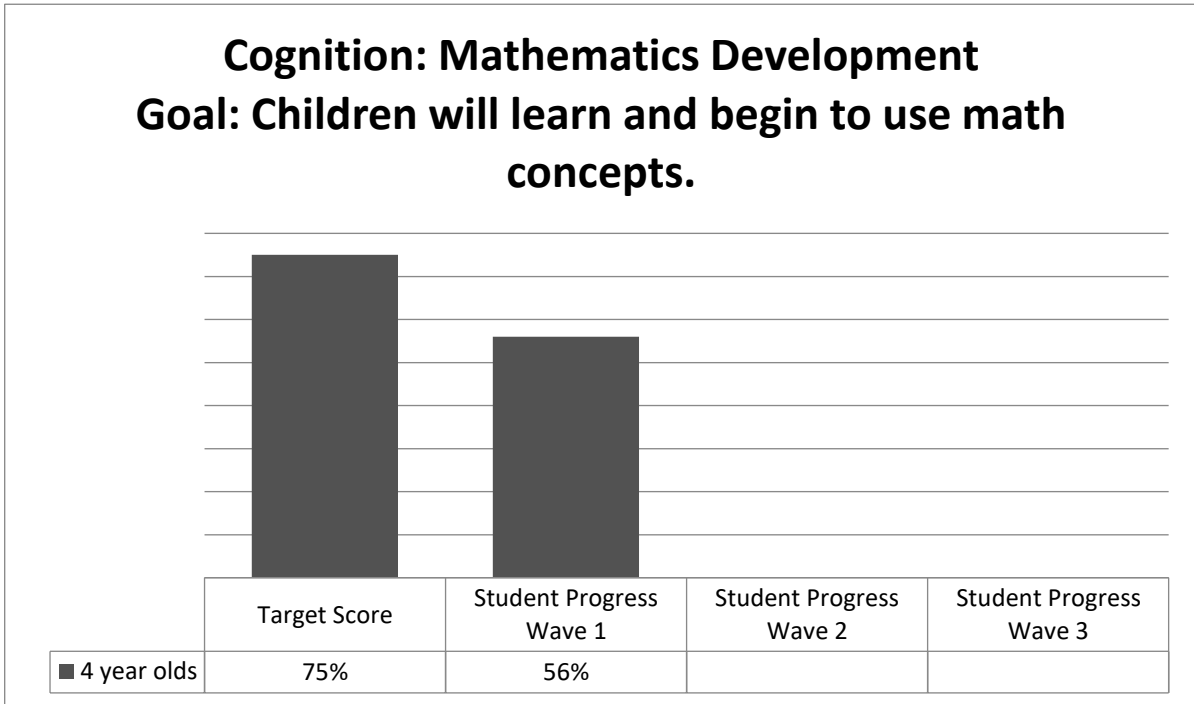 Cognition: Mathematics Development
Goal: Children will learn and begin to use math
concepts.
Target Score
Student Progress
Wave 1
Student Progress
Wave 2
Student Progress
Wave 3
4 year olds
75%
56%